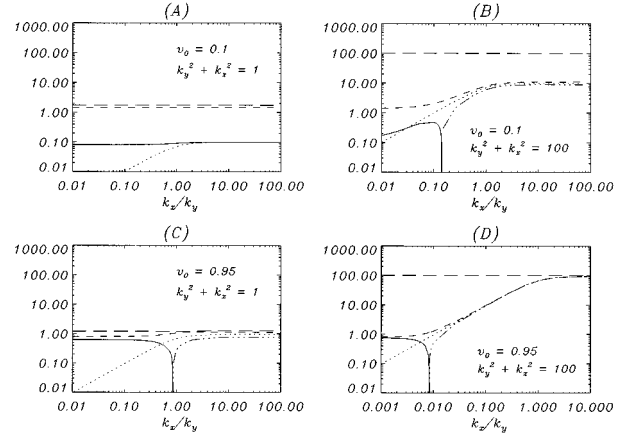 (A)
1000.00
100.00
10.00
1.00
0.10
0.01
v₀ = 0.1
k_y² + k_x² = 1
0.01 0.10 1.00 10.00 100.00
k_x/k_y
(B)
1000.00
100.00
10.00
1.00
0.10
0.01
v₀ = 0.1
k_y² + k_x² = 100
0.01 0.10 1.00 10.00 100.00
k_x/k_y
(C)
1000.00
100.00
10.00
1.00
0.10
0.01
v₀ = 0.95
k_y² + k_x² = 1
0.01 0.10 1.00 10.00 100.00
k_x/k_y
(D)
1000.00
100.00
10.00
1.00
0.10
0.01
v₀ = 0.95
k_y² + k_x² = 100
0.001 0.010 0.100 1.000 10.000
k_x/k_y